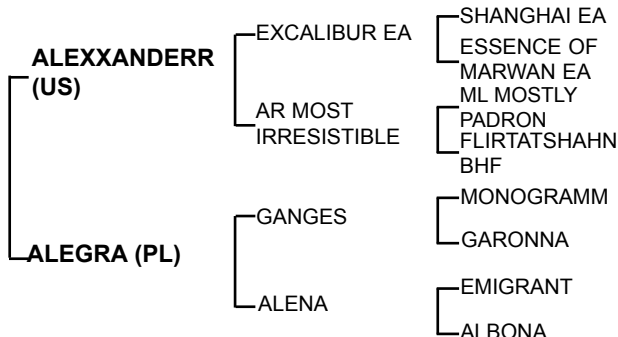 ALEXXANDERR
(US)
EXCALIBUR EA
SHANGHAI EA
ESSENCE OF
MARWAN EA
AR MOST
IRRESISTIBLE
ML MOSTLY
PADRON
FLIRTATSHAHN
BHF
ALEGRA (PL)
GANGES
MONOGRAMM
GARONNA
ALENA
EMIGRANT
ALBONA